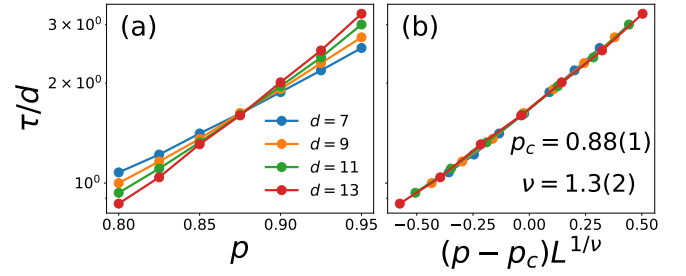 (a)
τ/d
3 × 10⁰
2 × 10⁰
10⁰
d = 7
d = 9
d = 11
d = 13
0.80 0.85 0.90 0.95
p
(b)
p_c = 0.88(1)
ν = 1.3(2)
−0.50 −0.25 0.00 0.25 0.50
(p − p_c)L^{1/ν}